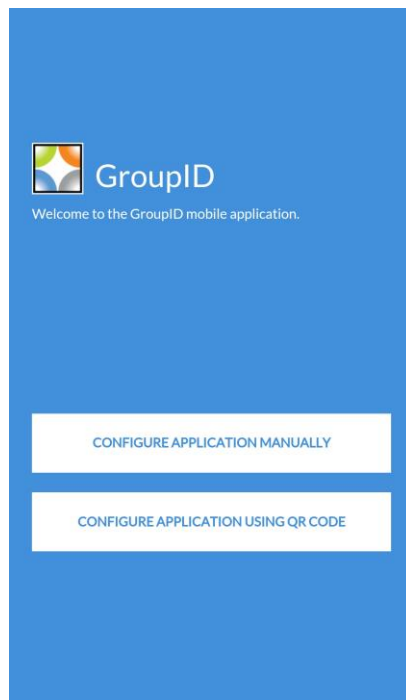 GroupID
Welcome to the GroupID mobile application.
CONFIGURE APPLICATION MANUALLY
CONFIGURE APPLICATION USING QR CODE